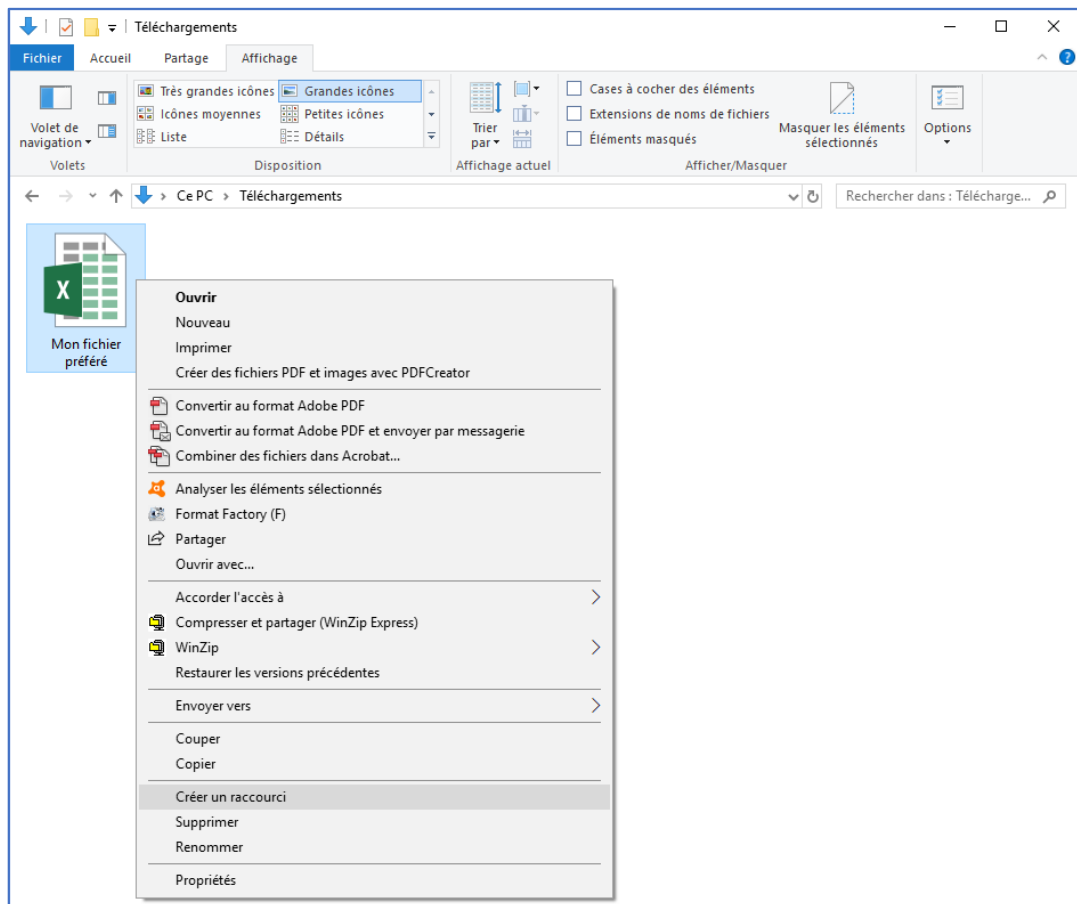 Téléchargements
Fichier Accueil Partage Affichage
Très grandes icônes Grandes icônes
Icônes moyennes Petites icônes
Liste Détails
Volet de navigation
Volets
Disposition
Trier par
Affichage actuel
Cases à cocher des éléments
Extensions de noms de fichiers
Éléments masqués
Masquer les éléments sélectionnés
Afficher/Masquer
Options
Ce PC Téléchargements
Rechercher dans : Télécharge...
X
Mon fichier
préféré
Ouvrir
Nouveau
Imprimer
Créer des fichiers PDF et images avec PDFCreator
Convertir au format Adobe PDF
Convertir au format Adobe PDF et envoyer par messagerie
Combiner des fichiers dans Acrobat...
Analyser les éléments sélectionnés
Format Factory (F)
Partager
Ouvrir avec...
Accorder l'accès à
Compresser et partager (WinZip Express)
WinZip
Restaurer les versions précédentes
Envoyer vers
Couper
Copier
Créer un raccourci
Supprimer
Renommer
Propriétés